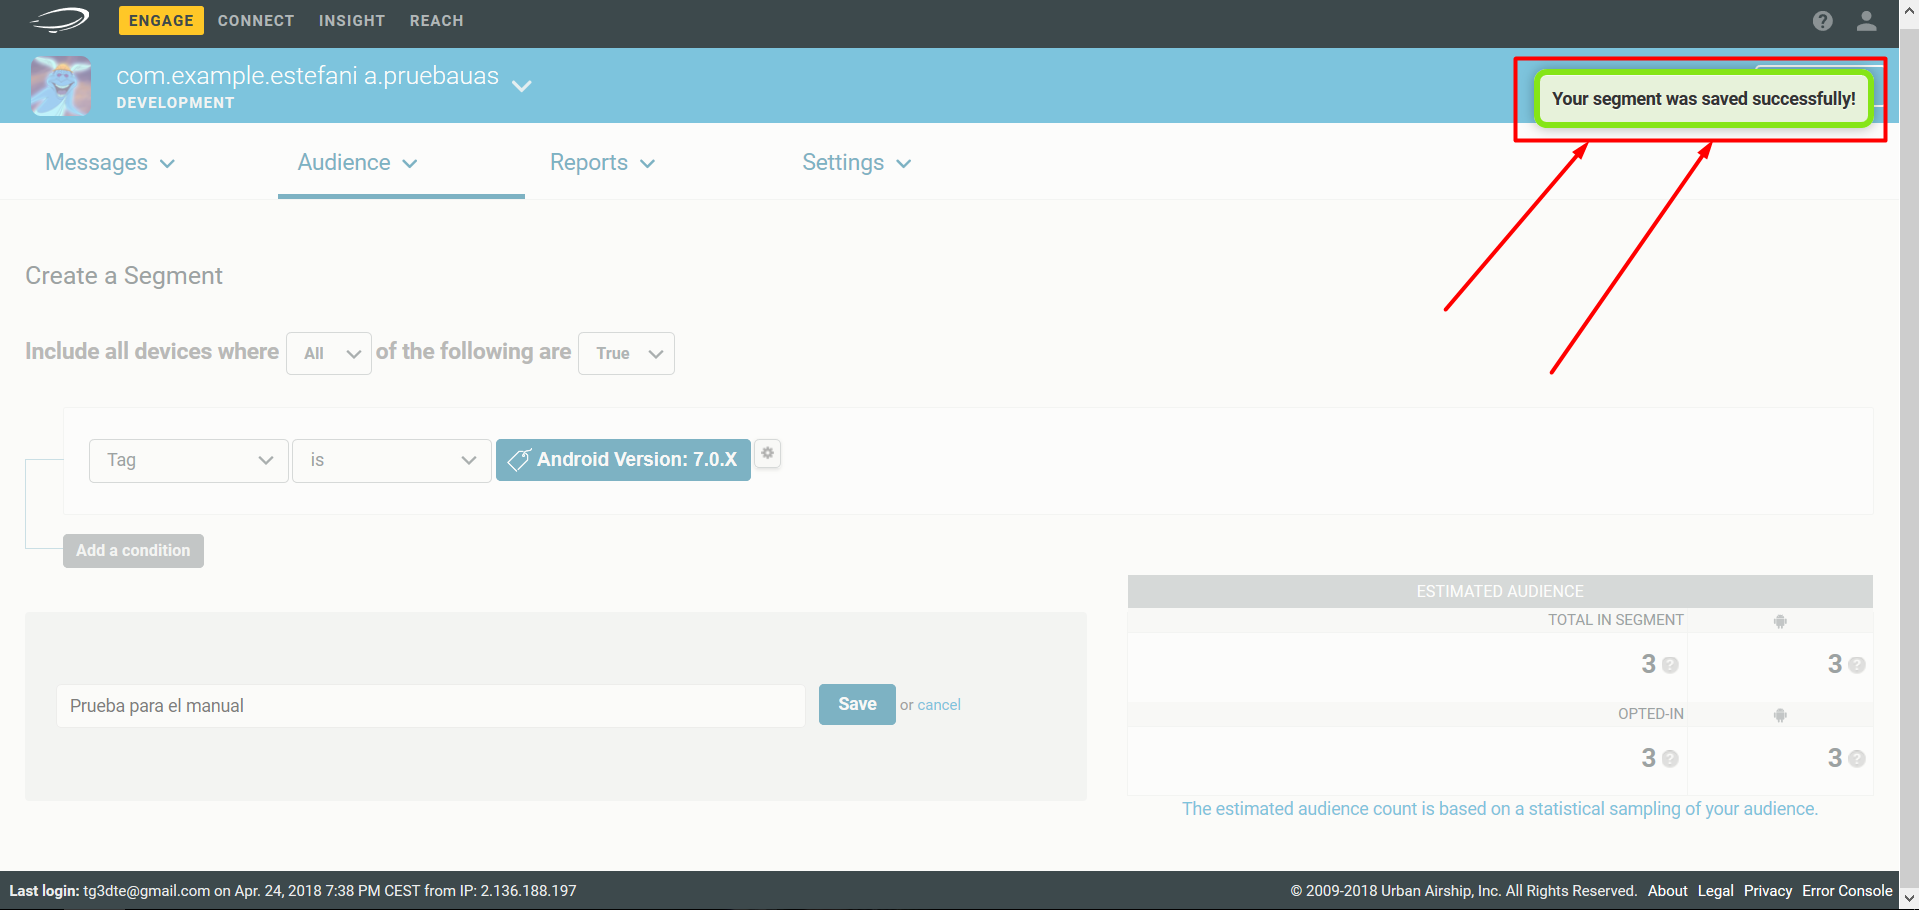 ENGAGE CONNECT INSIGHT REACH
com.example.estefani a.pruebauas
DEVELOPMENT
Your segment was saved successfully!
Messages Audience Reports Settings
Create a Segment
Include all devices where All of the following are True
Tag is Android Version: 7.0.X
Add a condition
ESTIMATED AUDIENCE
TOTAL IN SEGMENT
3 ? 3 ?
OPTED-IN
3 ? 3 ?
The estimated audience count is based on a statistical sampling of your audience.
Prueba para el manual Save or cancel
Last login: tg3dte@gmail.com on Apr. 24, 2018 7:38 PM CEST from IP: 2.136.188.197
© 2009-2018 Urban Airship, Inc. All Rights Reserved. About Legal Privacy Error Console